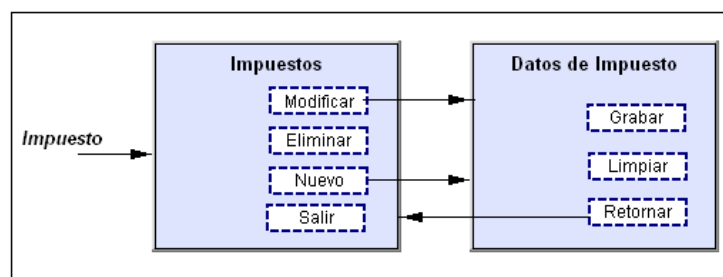 Impuesto
Impuestos
Modificar
Eliminar
Nuevo
Salir
Datos de Impuesto
Grabar
Limpiar
Retornar